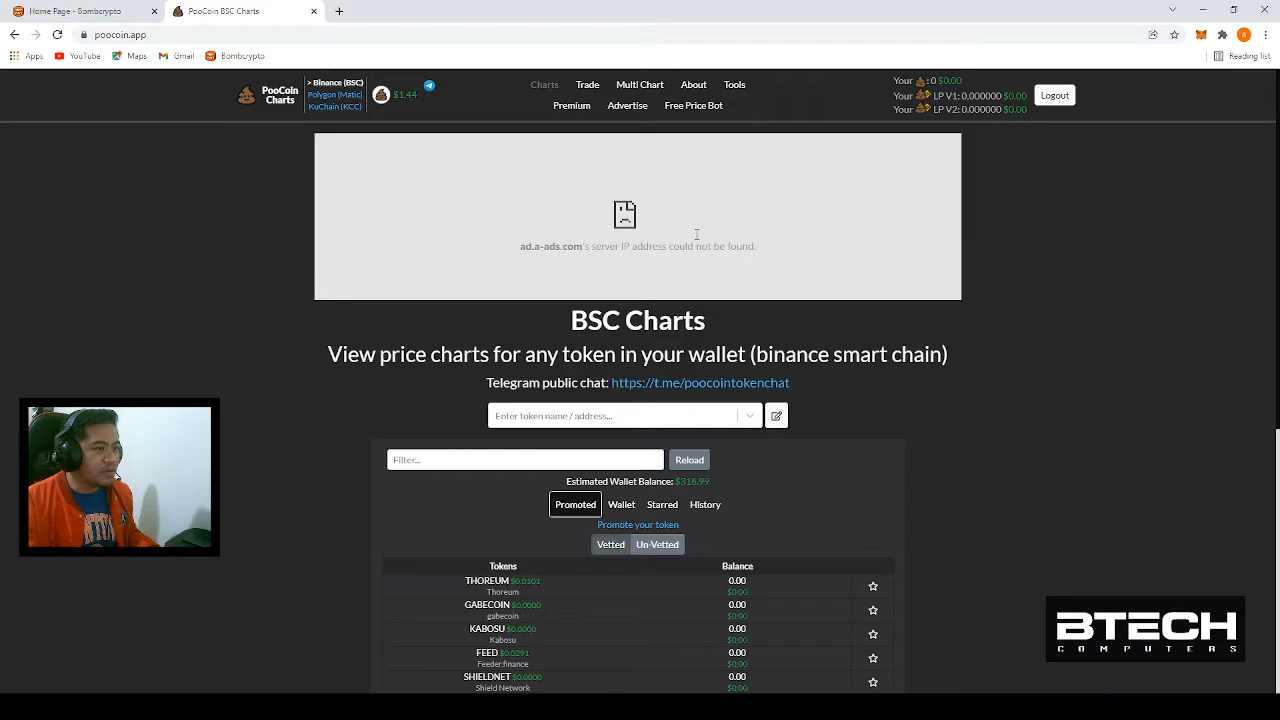 Home Page - Bombcrypto
PooCoin BSC Charts
poocoin.app
Apps
YouTube
Maps
Gmail
Bombcrypto
Reading list
PooCoin
Charts
> Binance (BSC)
Polygon (Matic)
KuChain (KCC)
$1.44
Charts
Trade
Multi Chart
About
Tools
Premium
Advertise
Free Price Bot
Your : 0 $0.00
Your LP V1: 0.000000 $0.00
Your LP V2: 0.000000 $0.00
Logout
ad.a-ads.com's server IP address could not be found.
BSC Charts
View price charts for any token in your wallet (binance smart chain)
Telegram public chat: https://t.me/poocointokenchat
Enter token name / address...
Filter...
Reload
Estimated Wallet Balance: $316.99
Promoted
Wallet
Starred
History
Promote your token
Vetted
Un-Vetted
Tokens
Balance
THOREUM $0.0101
0.00
Thoreum
$0.00
GABECOIN $0.0000
0.00
gabecoin
$0.00
KABOSU $0.0000
0.00
Kabosu
$0.00
FEED $0.0291
0.00
Feeder.finance
$0.00
SHIELDNET $0.0000
0.00
Shield Network
$0.00
BTECH
COMPUTERS